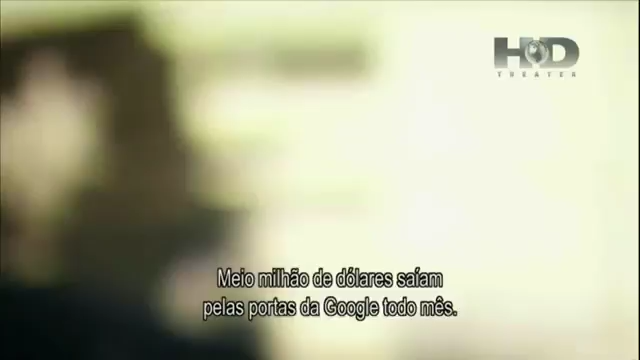 HD
THEATER
Meio milhão de dólares saíam
pelas portas da Google todo mês.